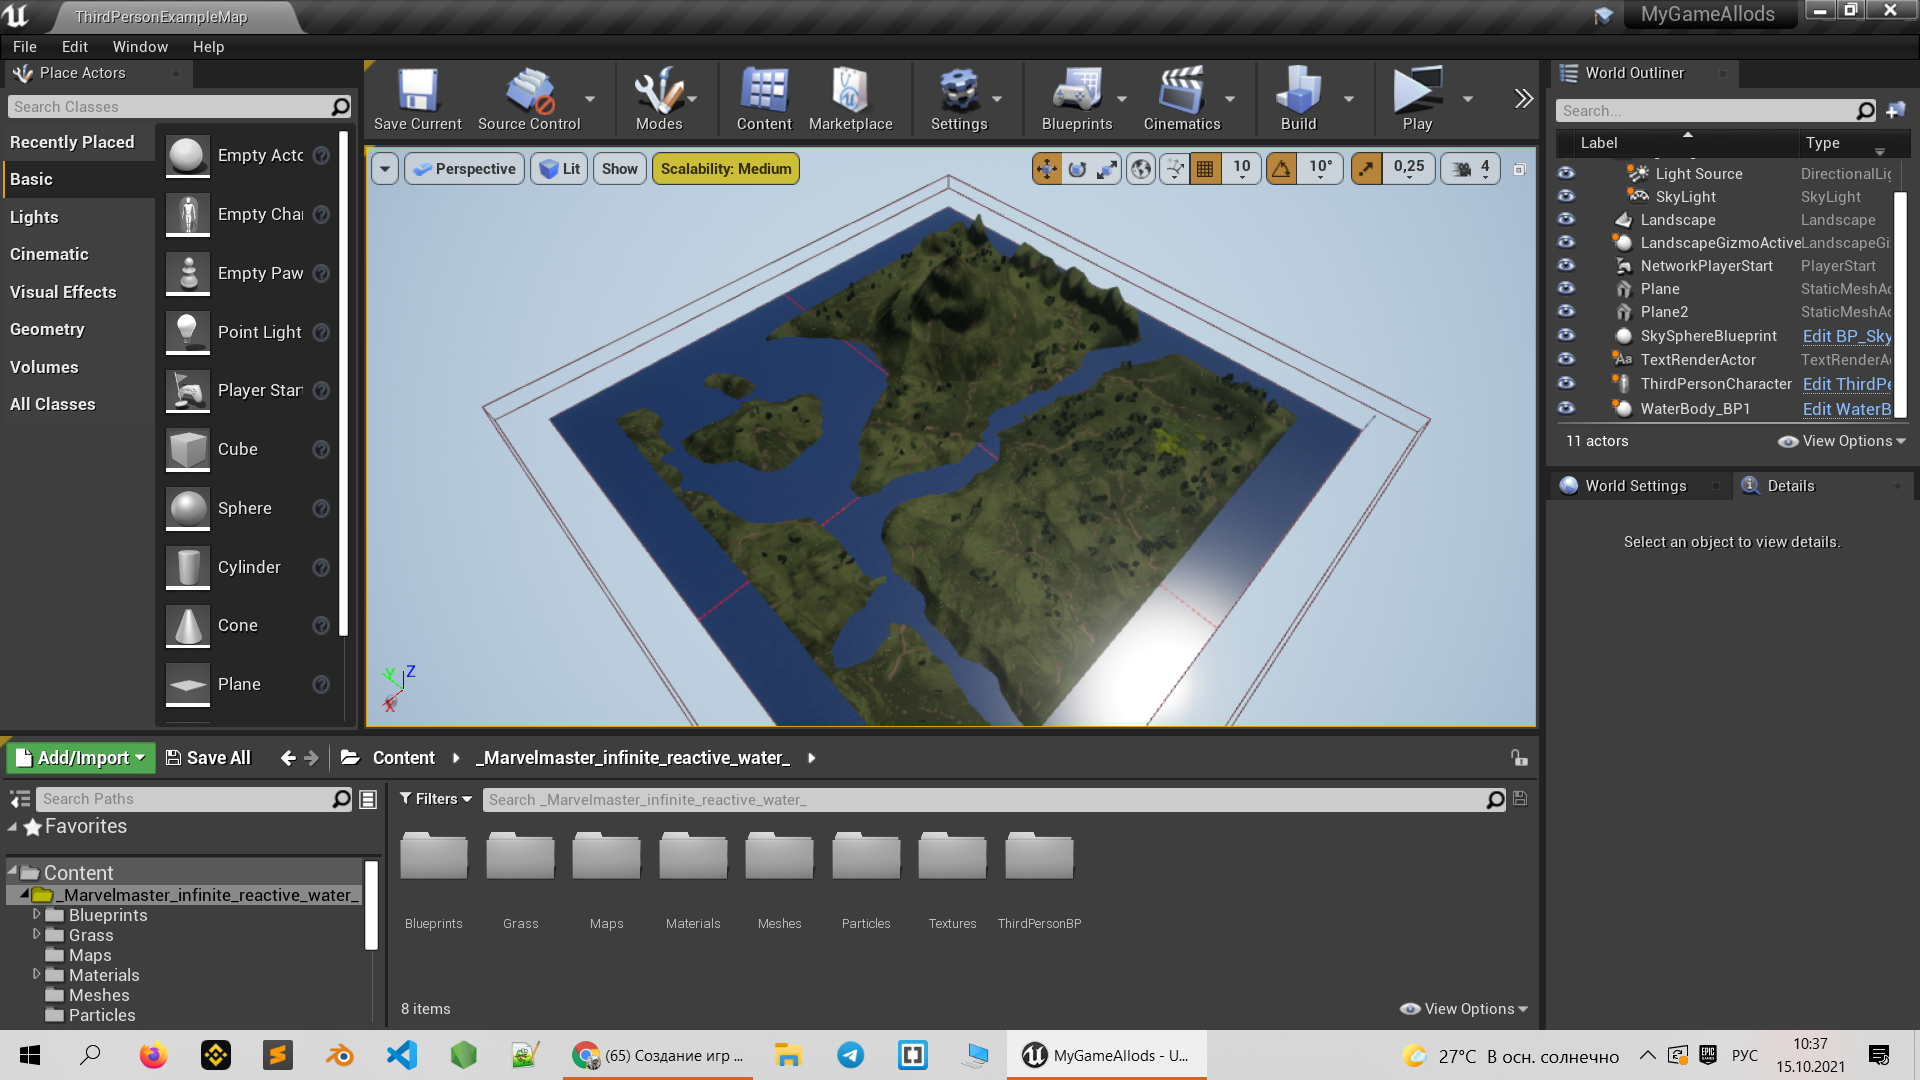 ThirdPersonExampleMap
MyGameAllods
File Edit Window Help
Place Actors
Search Classes
Recently Placed
Basic
Lights
Cinematic
Visual Effects
Geometry
Volumes
All Classes
Empty Acto
Empty Char
Empty Paw
Point Light
Player Start
Cube
Sphere
Cylinder
Cone
Plane
Save Current
Source Control
Modes
Content
Marketplace
Settings
Blueprints
Cinematics
Build
Play
Perspective
Lit
Show
Scalability: Medium
10
10°
0,25
4
Z
Y
X
World Outliner
Search...
Label Type
Light Source DirectionalLig
SkyLight SkyLight
Landscape Landscape
LandscapeGizmoActive LandscapeGi
NetworkPlayerStart PlayerStart
Plane StaticMeshAc
Plane2 StaticMeshAc
SkySphereBlueprint Edit BP_Sky
TextRenderActor TextRenderA
ThirdPersonCharacter Edit ThirdPe
WaterBody_BP1 Edit WaterB
11 actors
View Options
World Settings
Details
Select an object to view details.
Add/Import
Save All
Content
_Marvelmaster_infinite_reactive_water_
Search Paths
Favorites
Content
_Marvelmaster_infinite_reactive_water_
Blueprints
Grass
Maps
Materials
Meshes
Particles
Filters
Search _Marvelmaster_infinite_reactive_water_
Blueprints
Grass
Maps
Materials
Meshes
Particles
Textures
ThirdPersonBP
8 items
View Options
(65) Создание игр ...
MyGameAllods - U...
27°C В осн. солнечно
РУС
10:37
15.10.2021